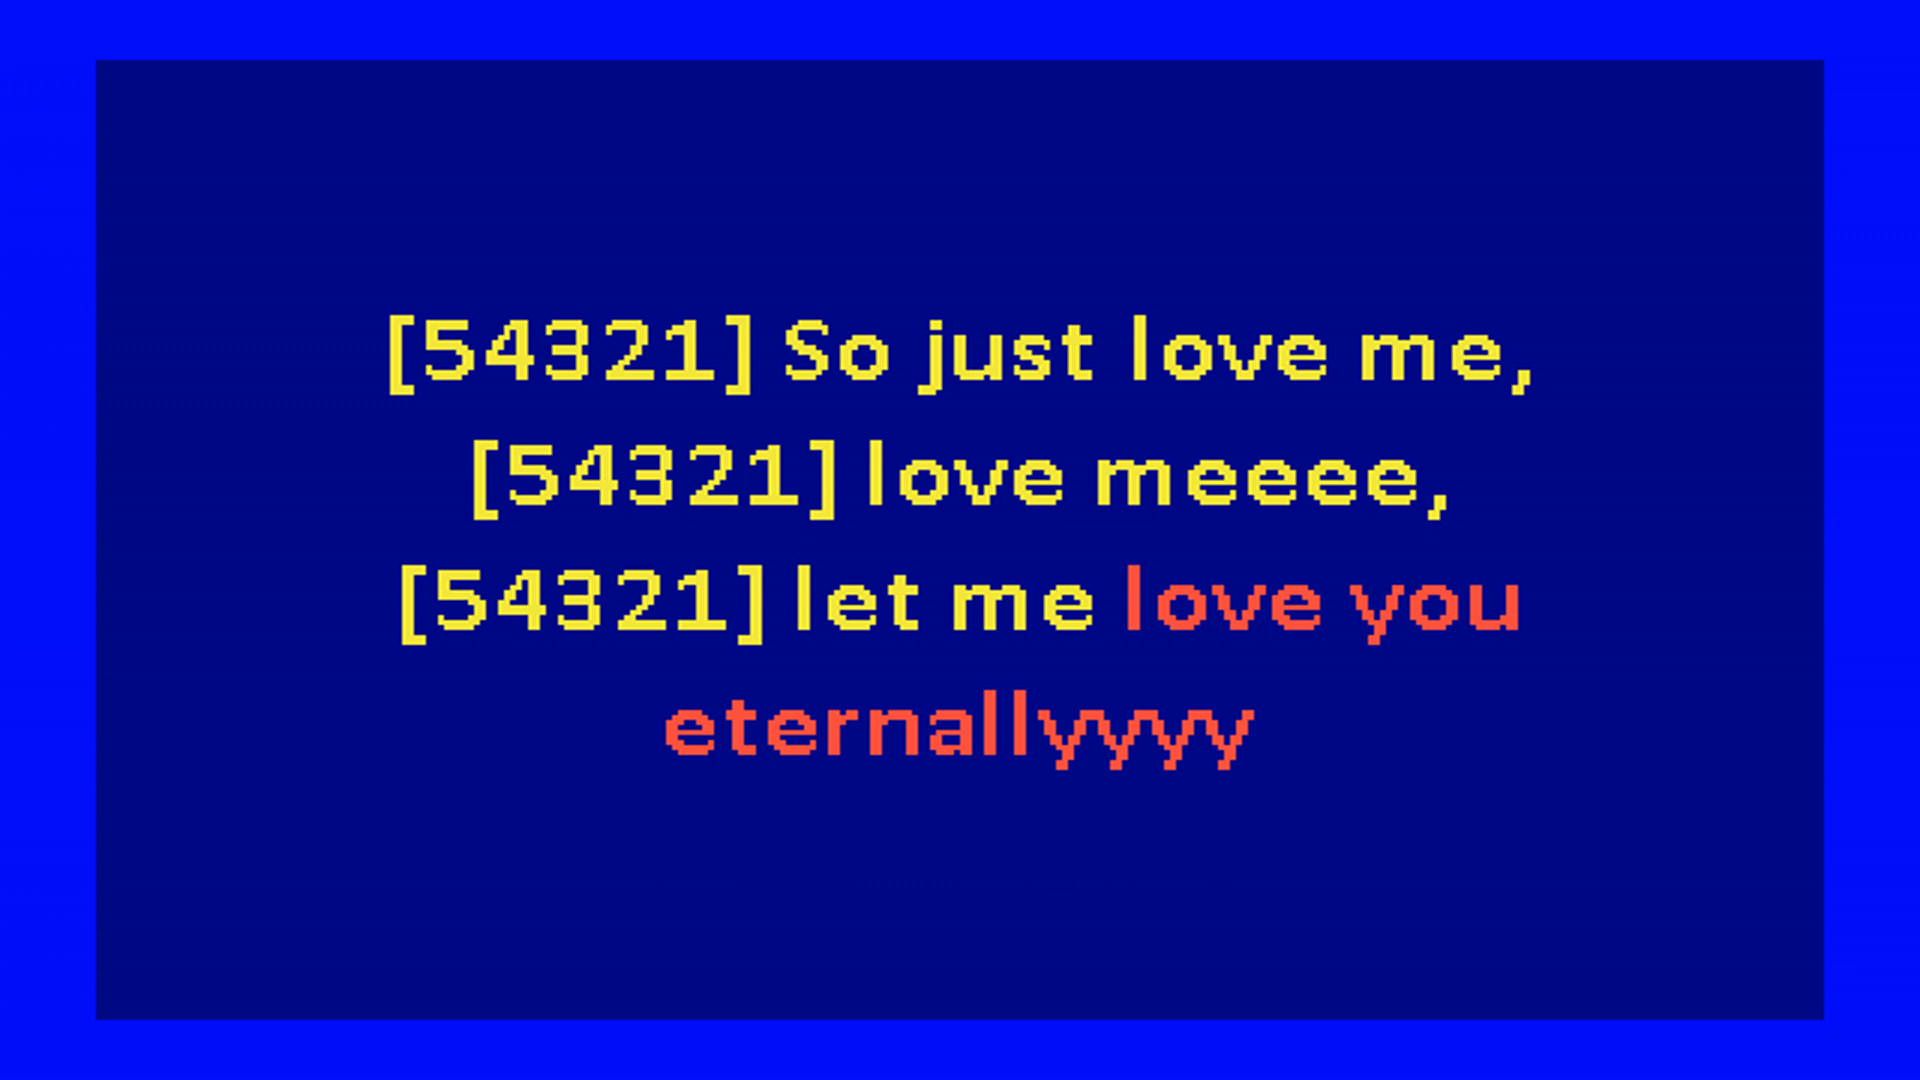 [54321] So just love me,
[54321] love meeee,
[54321] let me love you
eternallyyyy